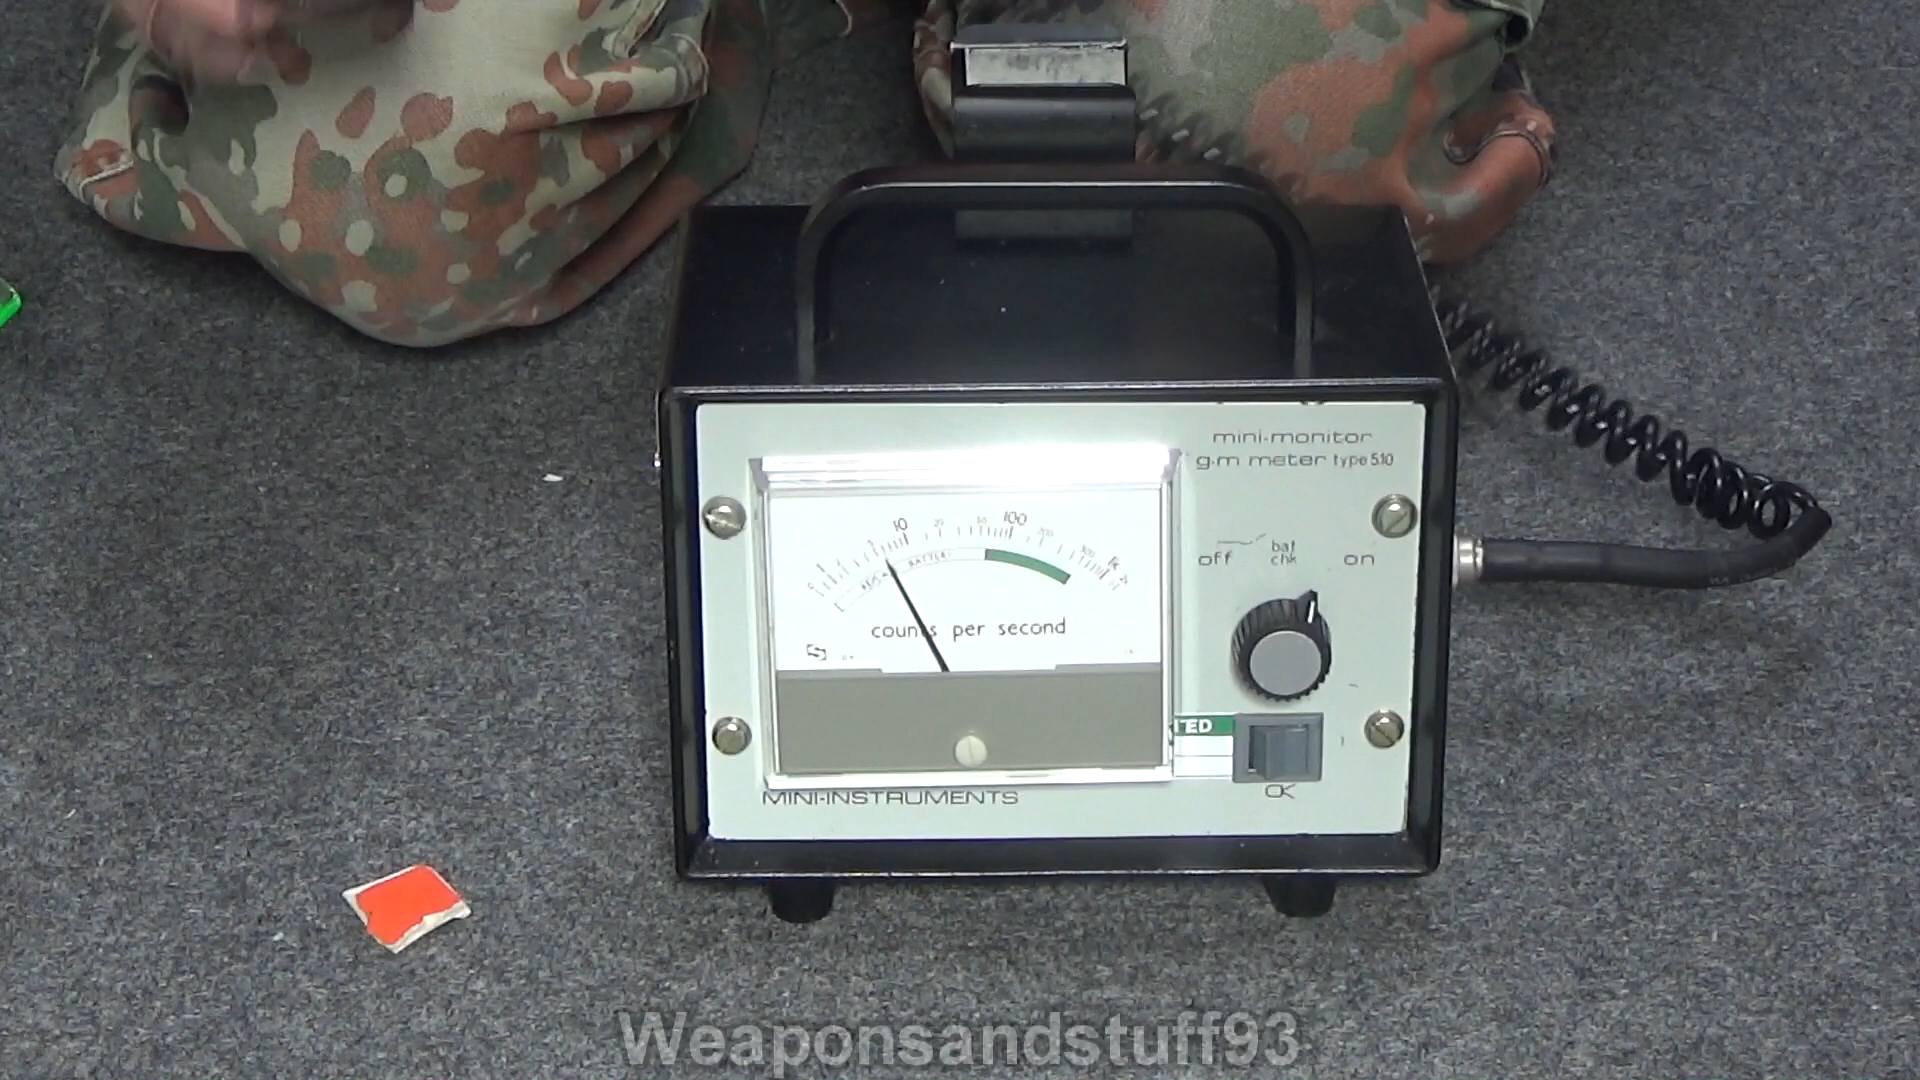 mini-monitor
g·m meter type 5.10
10
100
BATTERY
off
bat
chk
on
counts per second
TED
OK
MINI-INSTRUMENTS
Weaponsandstuff93